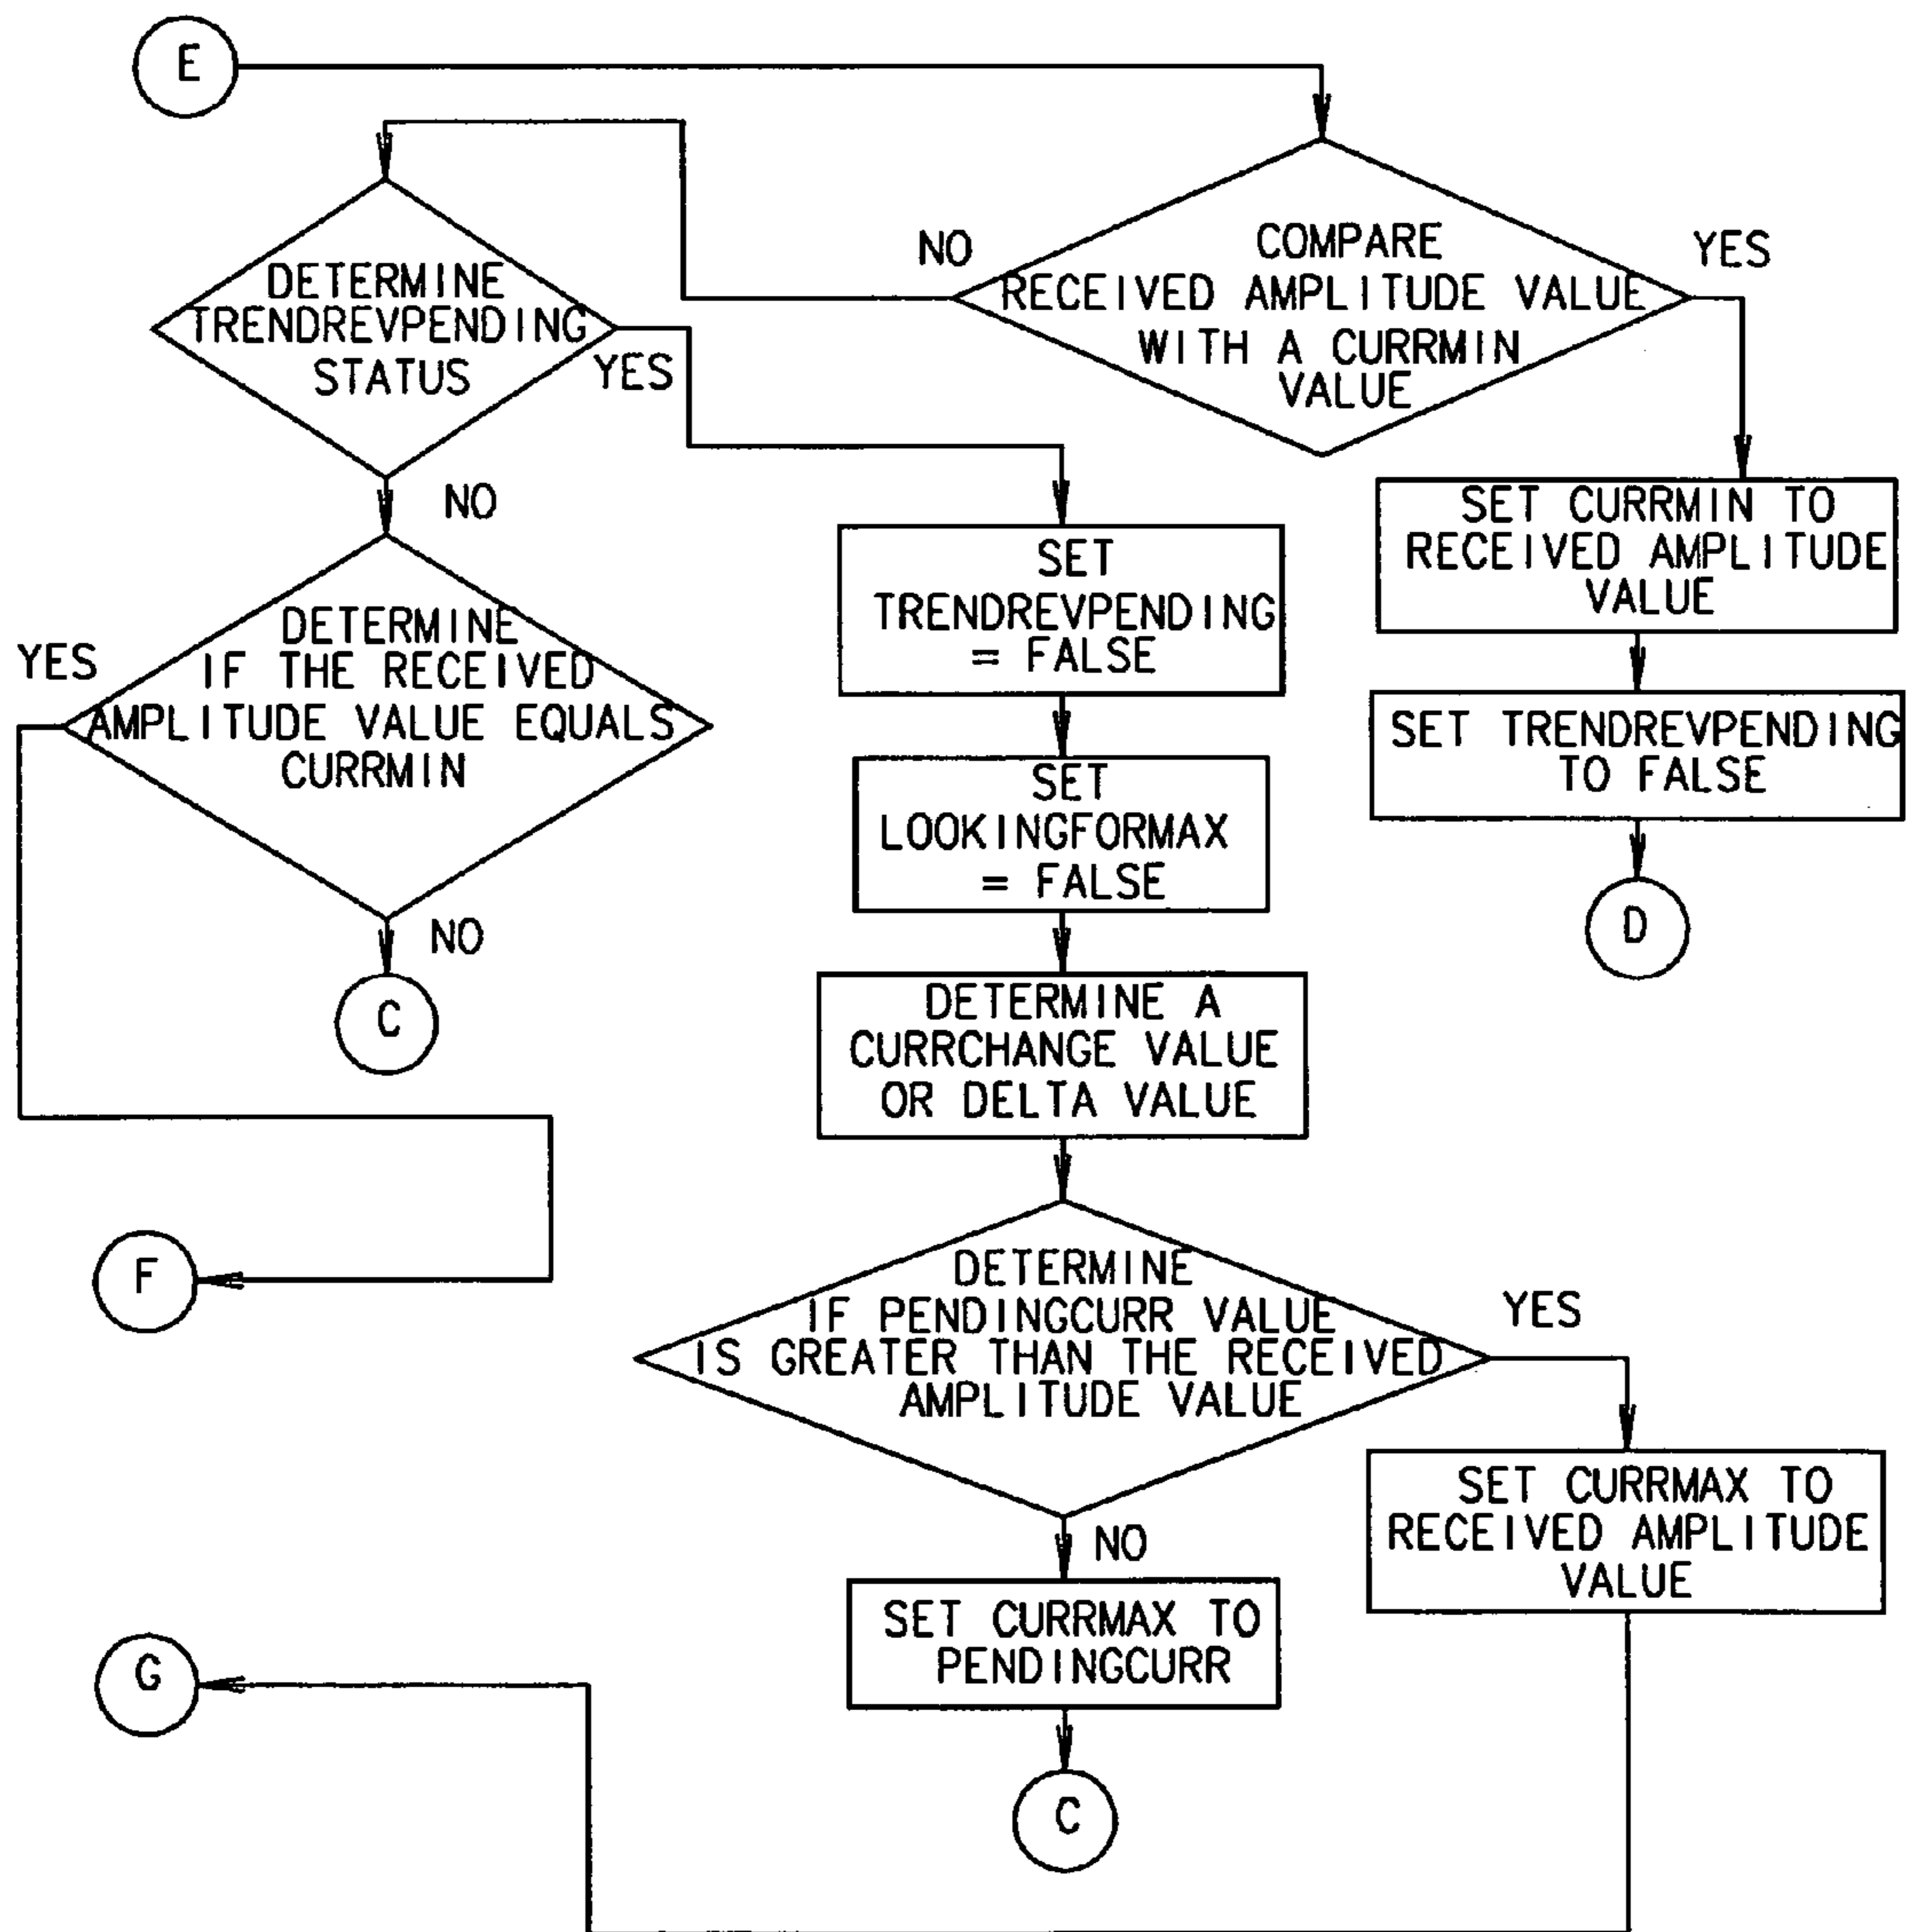 E
COMPARE
RECEIVED AMPLITUDE VALUE
WITH A CURRMIN
VALUE
NO
YES
DETERMINE
TRENDREVPENDING
STATUS
YES
NO
SET CURRMIN TO
RECEIVED AMPLITUDE
VALUE
SET
TRENDREVPENDING
= FALSE
DETERMINE
IF THE RECEIVED
AMPLITUDE VALUE EQUALS
CURRMIN
YES
NO
SET TRENDREVPENDING
TO FALSE
SET
LOOKINGFORMAX
= FALSE
D
C
DETERMINE A
CURRCHANGE VALUE
OR DELTA VALUE
F
DETERMINE
IF PENDINGCURR VALUE
IS GREATER THAN THE RECEIVED
AMPLITUDE VALUE
YES
NO
SET CURRMAX TO
RECEIVED AMPLITUDE
VALUE
SET CURRMAX TO
PENDINGCURR
G
C